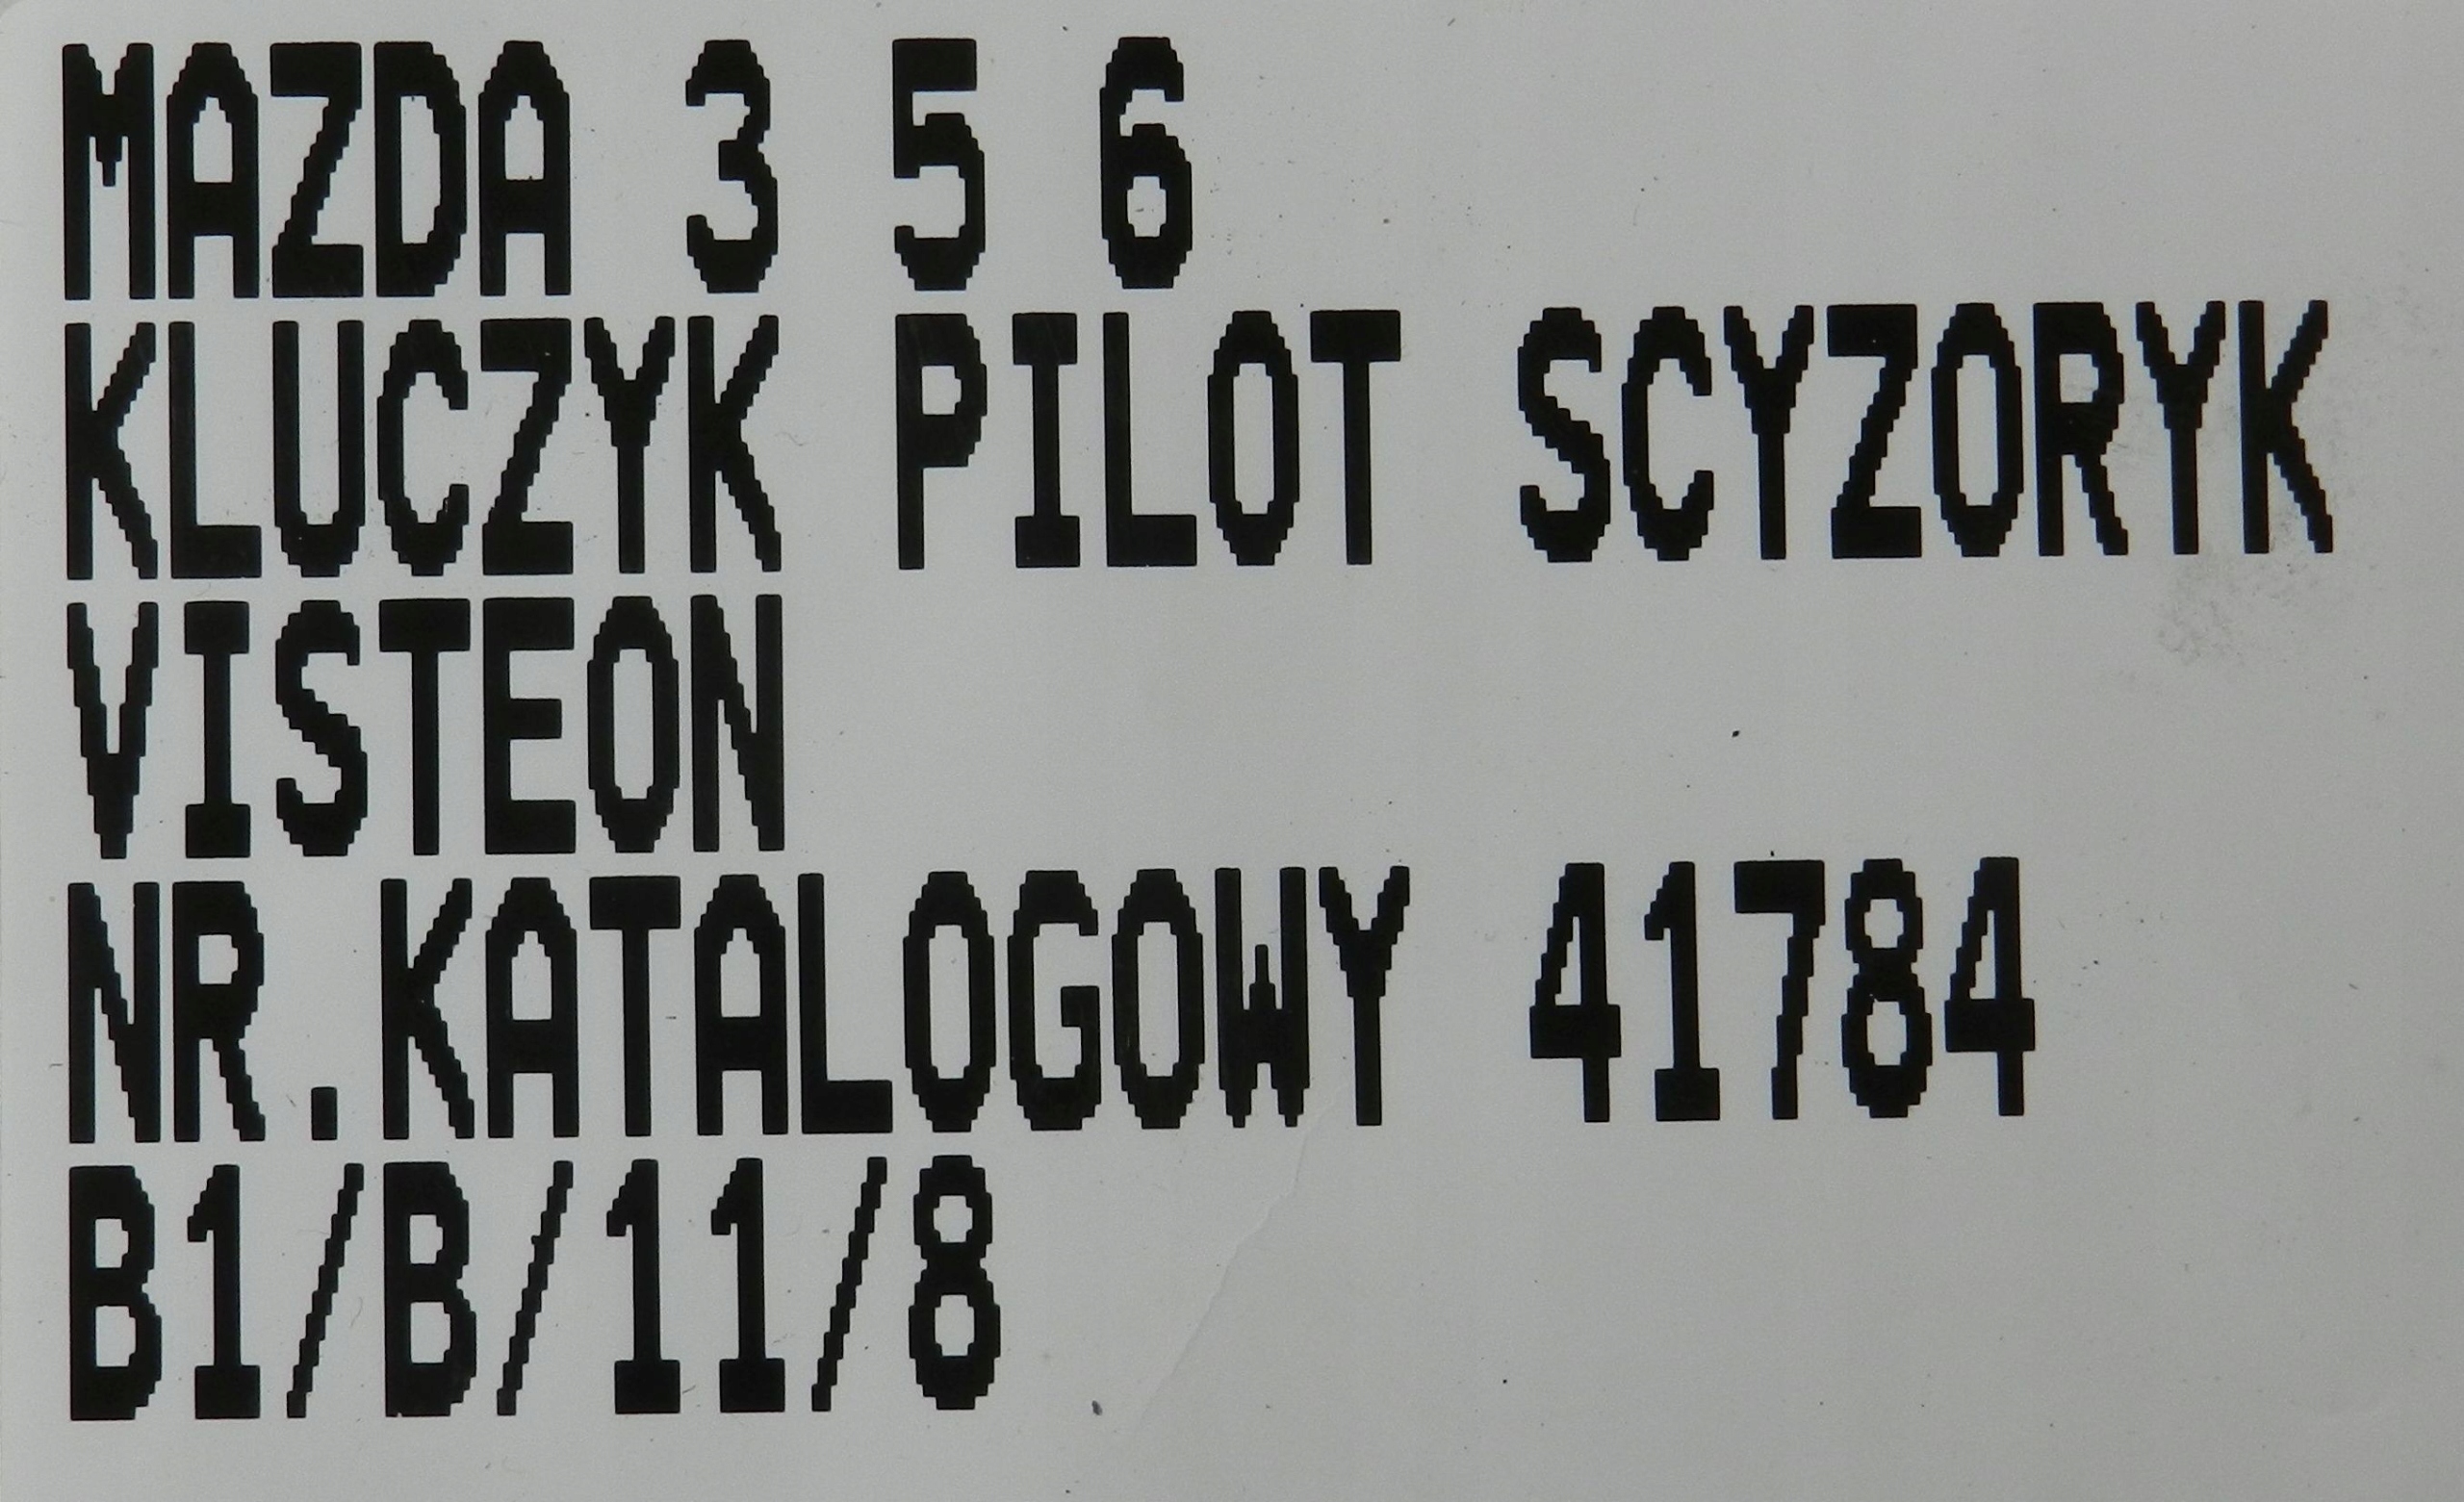 MAZDA 3 5 6
KLUCZYK PILOT SCYZORYK
VISTEON
NR.KATALOGOWY 41784
B1/B/11/8